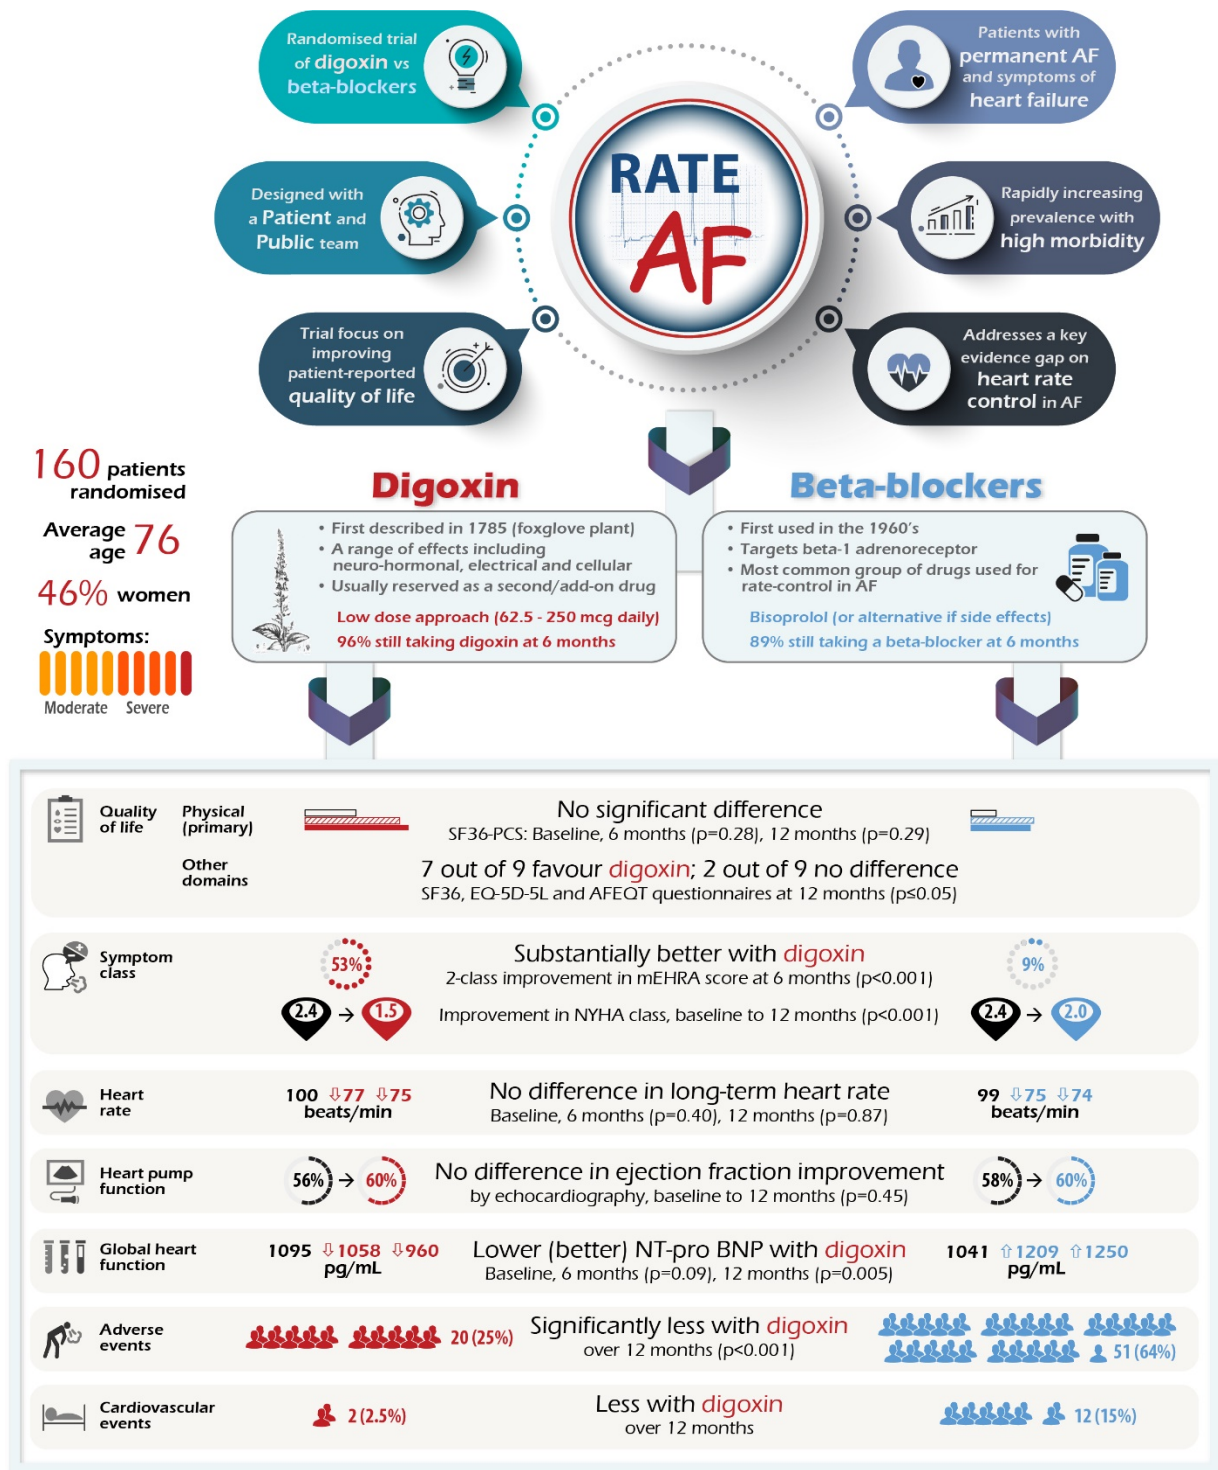 Randomised trial
of digoxin vs
beta-blockers
Patients with
permanent AF
and symptoms of
heart failure
Designed with
a Patient and
Public team
RATE
AF
Rapidly increasing
prevalence with
high morbidity
Trial focus on
improving
patient-reported
quality of life
Addresses a key
evidence gap on
heart rate
control in AF
160 patients
randomised
Average
age 76
46% women
Symptoms:
Moderate Severe
Digoxin
• First described in 1785 (foxglove plant)
• A range of effects including
neuro-hormonal, electrical and cellular
• Usually reserved as a second/add-on drug
Low dose approach (62.5 - 250 mcg daily)
96% still taking digoxin at 6 months
Beta-blockers
• First used in the 1960's
• Targets beta-1 adrenoreceptor
• Most common group of drugs used for
rate-control in AF
Bisoprolol (or alternative if side effects)
89% still taking a beta-blocker at 6 months
Quality
of life
Physical
(primary)
No significant difference
SF36-PCS: Baseline, 6 months (p=0.28), 12 months (p=0.29)
Other
domains
7 out of 9 favour digoxin; 2 out of 9 no difference
SF36, EQ-5D-5L and AFEQT questionnaires at 12 months (p≤0.05)
Symptom
class
53%
Substantially better with digoxin
2-class improvement in mEHRA score at 6 months (p<0.001)
9%
2.4 → 1.5
Improvement in NYHA class, baseline to 12 months (p<0.001)
2.4 → 2.0
Heart
rate
100 ⇩77 ⇩75
beats/min
No difference in long-term heart rate
Baseline, 6 months (p=0.40), 12 months (p=0.87)
99 ⇩75 ⇩74
beats/min
Heart pump
function
56% → 60%
No difference in ejection fraction improvement
by echocardiography, baseline to 12 months (p=0.45)
58% → 60%
Global heart
function
1095 ⇩1058 ⇩960
pg/mL
Lower (better) NT-pro BNP with digoxin
Baseline, 6 months (p=0.09), 12 months (p=0.005)
1041 ⇧1209 ⇧1250
pg/mL
Adverse
events
20 (25%)
Significantly less with digoxin
over 12 months (p<0.001)
51 (64%)
Cardiovascular
events
2 (2.5%)
Less with digoxin
over 12 months
12 (15%)